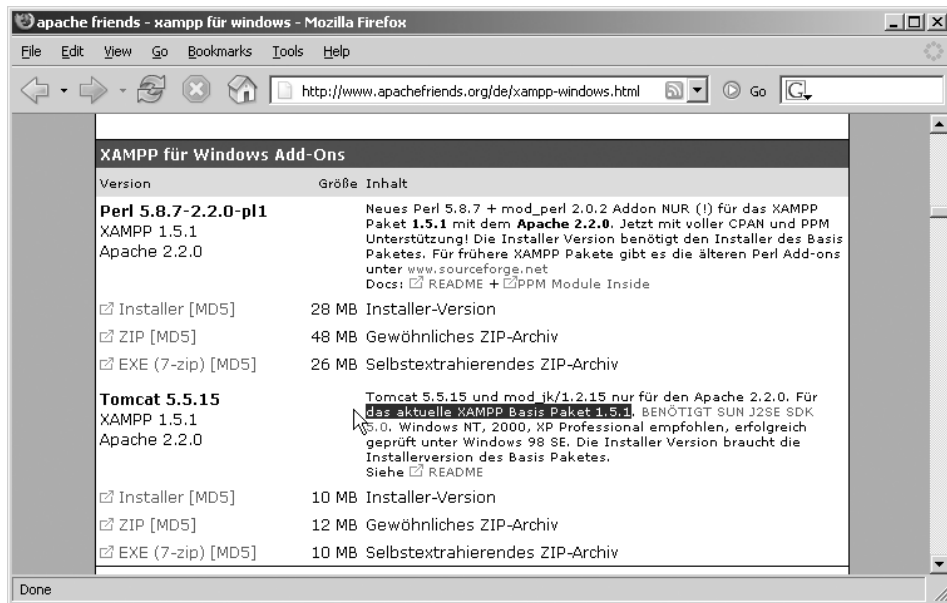 apache friends - xampp für windows - Mozilla Firefox
File Edit View Go Bookmarks Tools Help
http://www.apachefriends.org/de/xampp-windows.html Go G
XAMPP für Windows Add-Ons
Version Größe Inhalt
Perl 5.8.7-2.2.0-pl1
XAMPP 1.5.1
Apache 2.2.0
Neues Perl 5.8.7 + mod_perl 2.0.2 Addon NUR (!) für das XAMPP
Paket 1.5.1 mit dem Apache 2.2.0. Jetzt mit voller CPAN und PPM
Unterstützung! Die Installer Version benötigt den Installer des Basis
Paketes. Für frühere XAMPP Pakete gibt es die älteren Perl Add-ons
unter www.sourceforge.net
Docs: README + PPM Module Inside
Installer [MD5] 28 MB Installer-Version
ZIP [MD5] 48 MB Gewöhnliches ZIP-Archiv
EXE (7-zip) [MD5] 26 MB Selbstextrahierendes ZIP-Archiv
Tomcat 5.5.15
XAMPP 1.5.1
Apache 2.2.0
Tomcat 5.5.15 und mod_jk/1.2.15 nur für den Apache 2.2.0. Für
das aktuelle XAMPP Basis Paket 1.5.1. BENÖTIGT SUN J2SE SDK
5.0. Windows NT, 2000, XP Professional empfohlen, erfolgreich
geprüft unter Windows 98 SE. Die Installer Version braucht die
Installerversion des Basis Paketes.
Siehe README
Installer [MD5] 10 MB Installer-Version
ZIP [MD5] 12 MB Gewöhnliches ZIP-Archiv
EXE (7-zip) [MD5] 10 MB Selbstextrahierendes ZIP-Archiv
Done